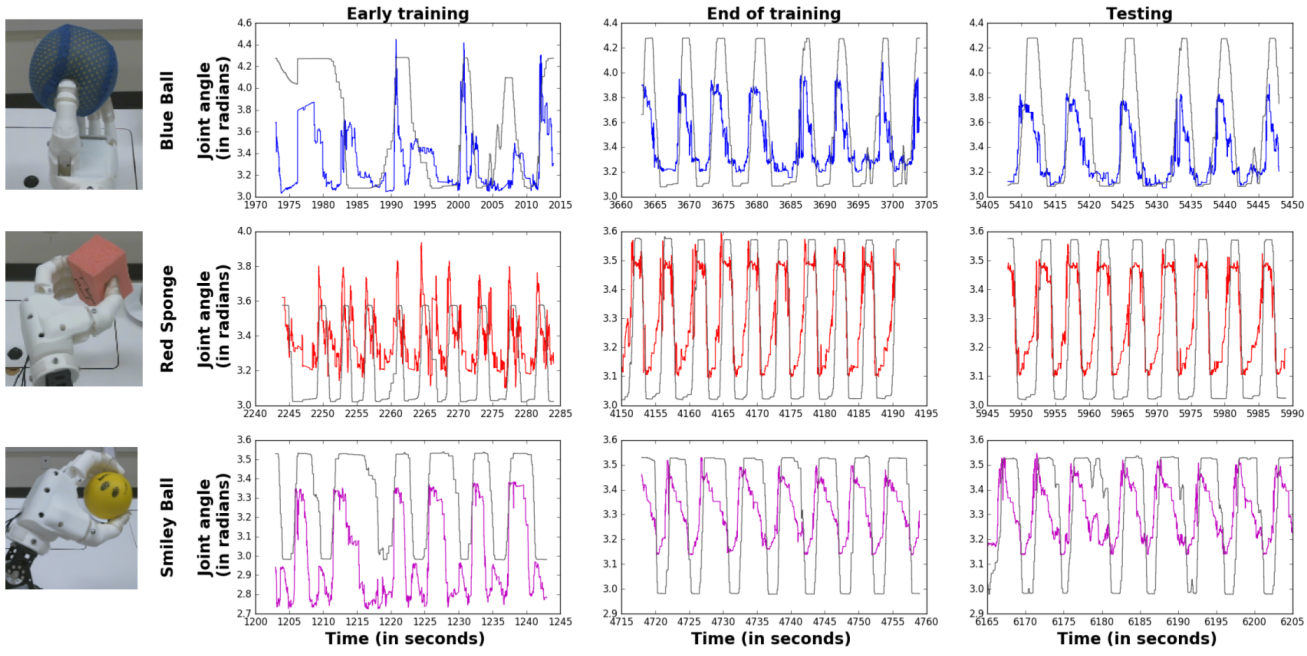 Early training
End of training
Testing
Blue Ball
Joint angle
(in radians)
4.6
4.4
4.2
4.0
3.8
3.6
3.4
3.2
3.0
1970 1975 1980 1985 1990 1995 2000 2005 2010 2015
4.4
4.2
4.0
3.8
3.6
3.4
3.2
3.0
3660 3665 3670 3675 3680 3685 3690 3695 3700 3705
4.4
4.2
4.0
3.8
3.6
3.4
3.2
3.0
5405 5410 5415 5420 5425 5430 5435 5440 5445 5450
Red Sponge
Joint angle
(in radians)
4.0
3.8
3.6
3.4
3.2
3.0
2240 2245 2250 2255 2260 2265 2270 2275 2280 2285
3.6
3.5
3.4
3.3
3.2
3.1
3.0
4150 4155 4160 4165 4170 4175 4180 4185 4190 4195
3.6
3.5
3.4
3.3
3.2
3.1
3.0
5945 5950 5955 5960 5965 5970 5975 5980 5985 5990
Smiley Ball
Joint angle
(in radians)
3.6
3.5
3.4
3.3
3.2
3.1
3.0
2.9
2.8
2.7
1200 1205 1210 1215 1220 1225 1230 1235 1240 1245
3.6
3.5
3.4
3.3
3.2
3.1
3.0
2.9
4715 4720 4725 4730 4735 4740 4745 4750 4755 4760
3.6
3.5
3.4
3.3
3.2
3.1
3.0
2.9
6165 6170 6175 6180 6185 6190 6195 6200 6205
Time (in seconds)
Time (in seconds)
Time (in seconds)